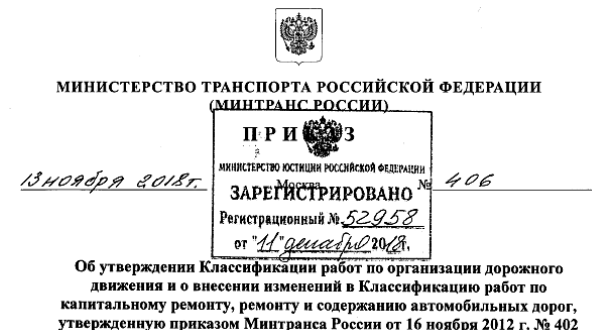 МИНИСТЕРСТВО ТРАНСПОРТА РОССИЙСКОЙ ФЕДЕРАЦИИ
(МИНТРАНС РОССИИ)
ПРИКАЗ
МИНИСТЕРСТВО ЮСТИЦИИ РОССИЙСКОЙ ФЕДЕРАЦИИ
13 ноября 2018г. Москва № 406
ЗАРЕГИСТРИРОВАНО
Регистрационный № 52958
от "11" декабря 2018г.
Об утверждении Классификации работ по организации дорожного
движения и о внесении изменений в Классификацию работ по
капитальному ремонту, ремонту и содержанию автомобильных дорог,
утвержденную приказом Минтранса России от 16 ноября 2012 г. № 402